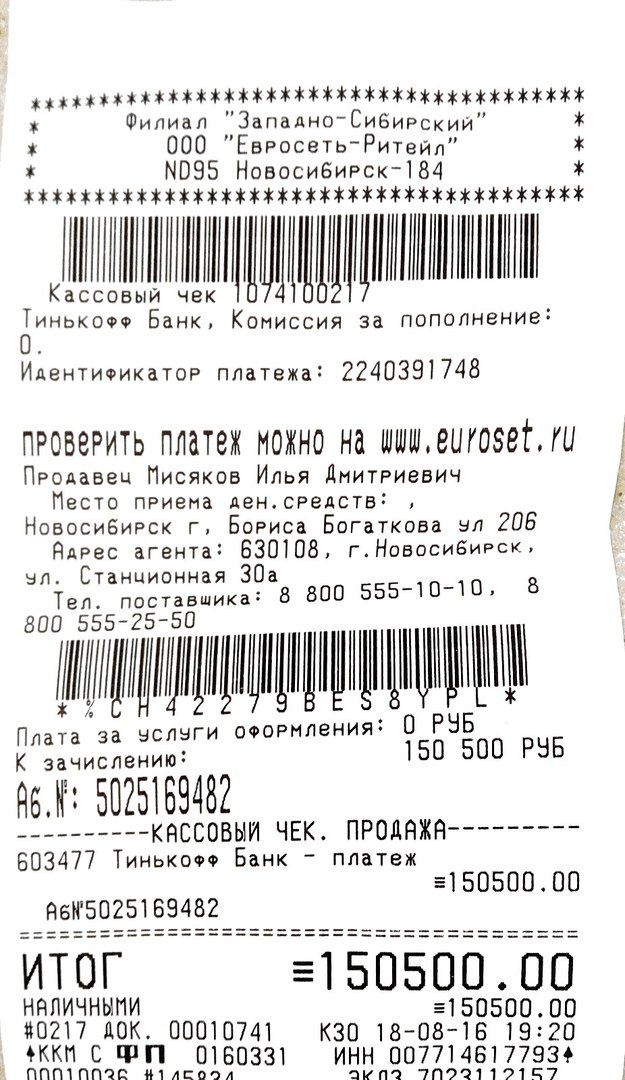 ****************************************
* Филиал "Западно-Сибирский" *
* ООО "Евросеть-Ритейл" *
* ND95 Новосибирск-184 *
****************************************
Кассовый чек 1074100217
Тинькофф Банк, Комиссия за пополнение:
0.
Идентификатор платежа: 2240391748
ПРОВЕРИТЬ ПЛАТЕЖ МОЖНО НА www.euroset.ru
Продавец Мисяков Илья Дмитриевич
Место приема ден.средств: ,
Новосибирск г, Бориса Богаткова ул 206
Адрес агента: 630108, г.Новосибирск,
ул. Станционная 30а
Тел. поставщика: 8 800 555-10-10, 8
800 555-25-50
*%CH42279BES8YPL*
Плата за услуги оформления: 0 РУБ
К зачислению: 150 500 РУБ
Аб.№: 5025169482
----------КАССОВЫЙ ЧЕК. ПРОДАЖА----------
603477 Тинькофф Банк - платеж
≡150500.00
Аб№5025169482
========================================
ИТОГ ≡150500.00
НАЛИЧНЫМИ ≡150500.00
#0217 ДОК. 00010741 К30 18-08-16 19:20
♠ККМ С ФП 0160331 ИНН 007714617793♠
00010036 #145834 ЭКЛЗ 7023112157